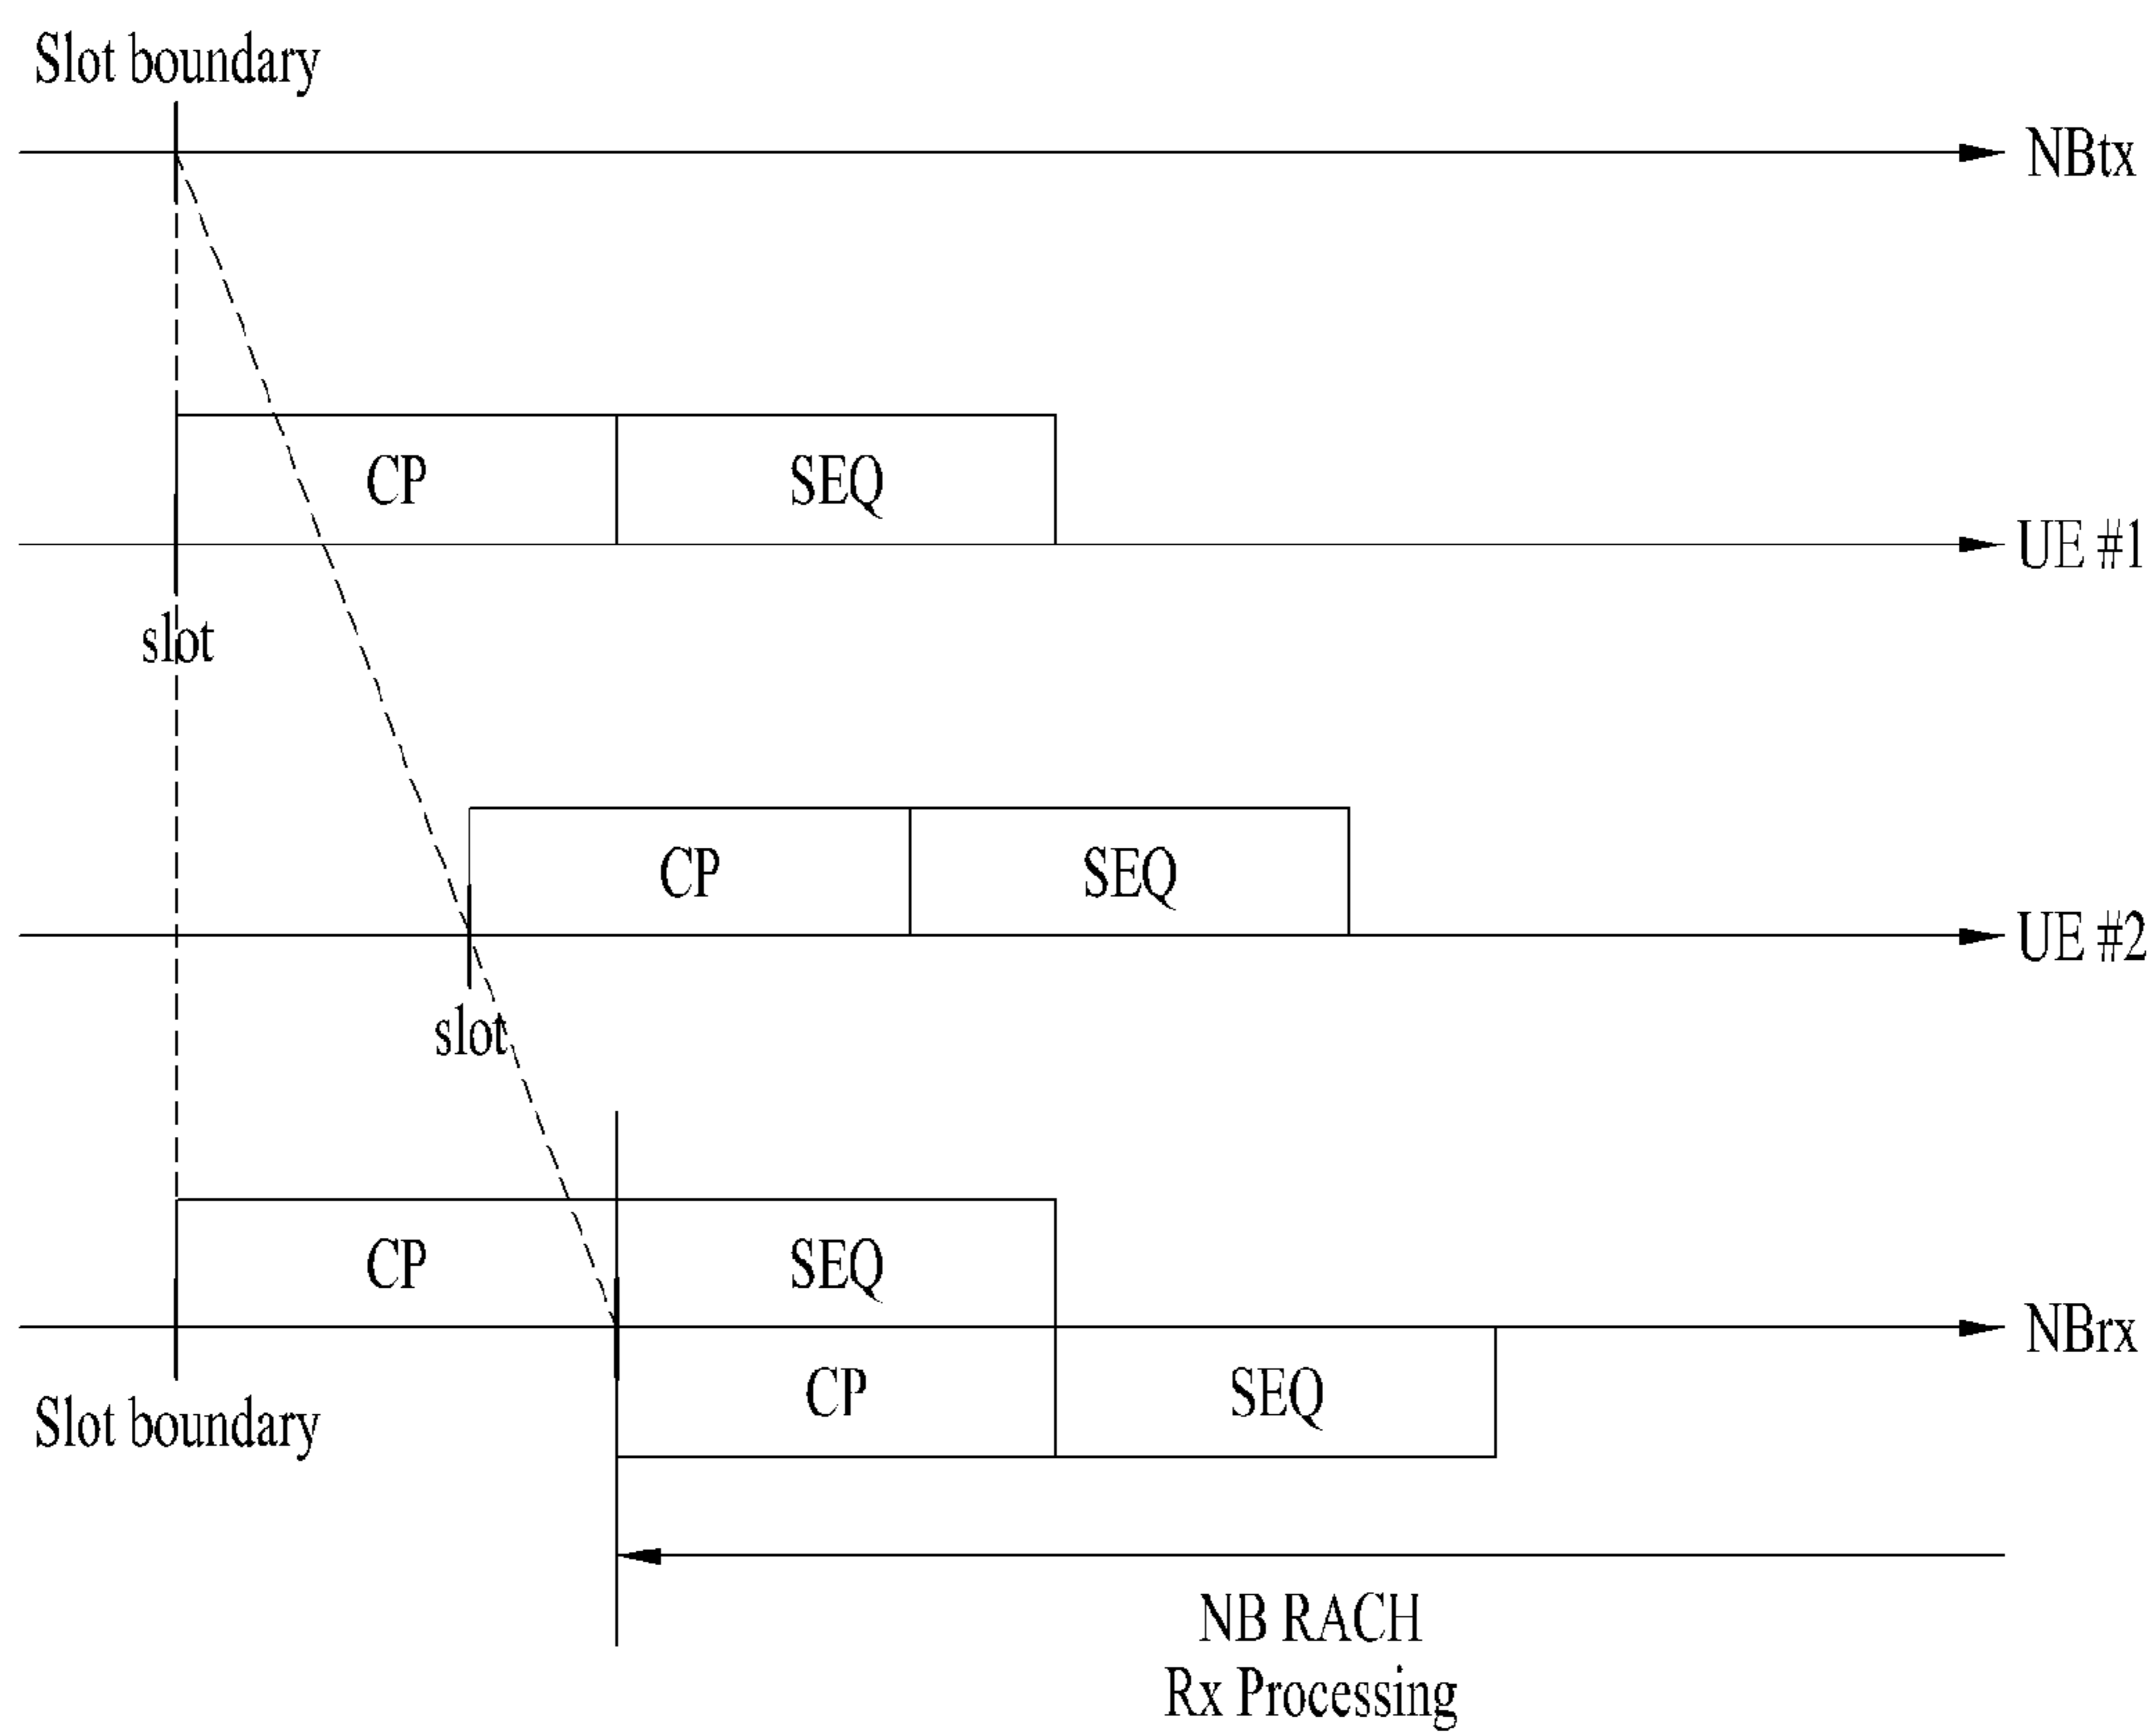 Slot boundary
NBtx
CP SEQ
UE #1
slot
CP SEQ
UE #2
slot
CP SEQ
NBrx
CP SEQ
Slot boundary
NB RACH
Rx Processing